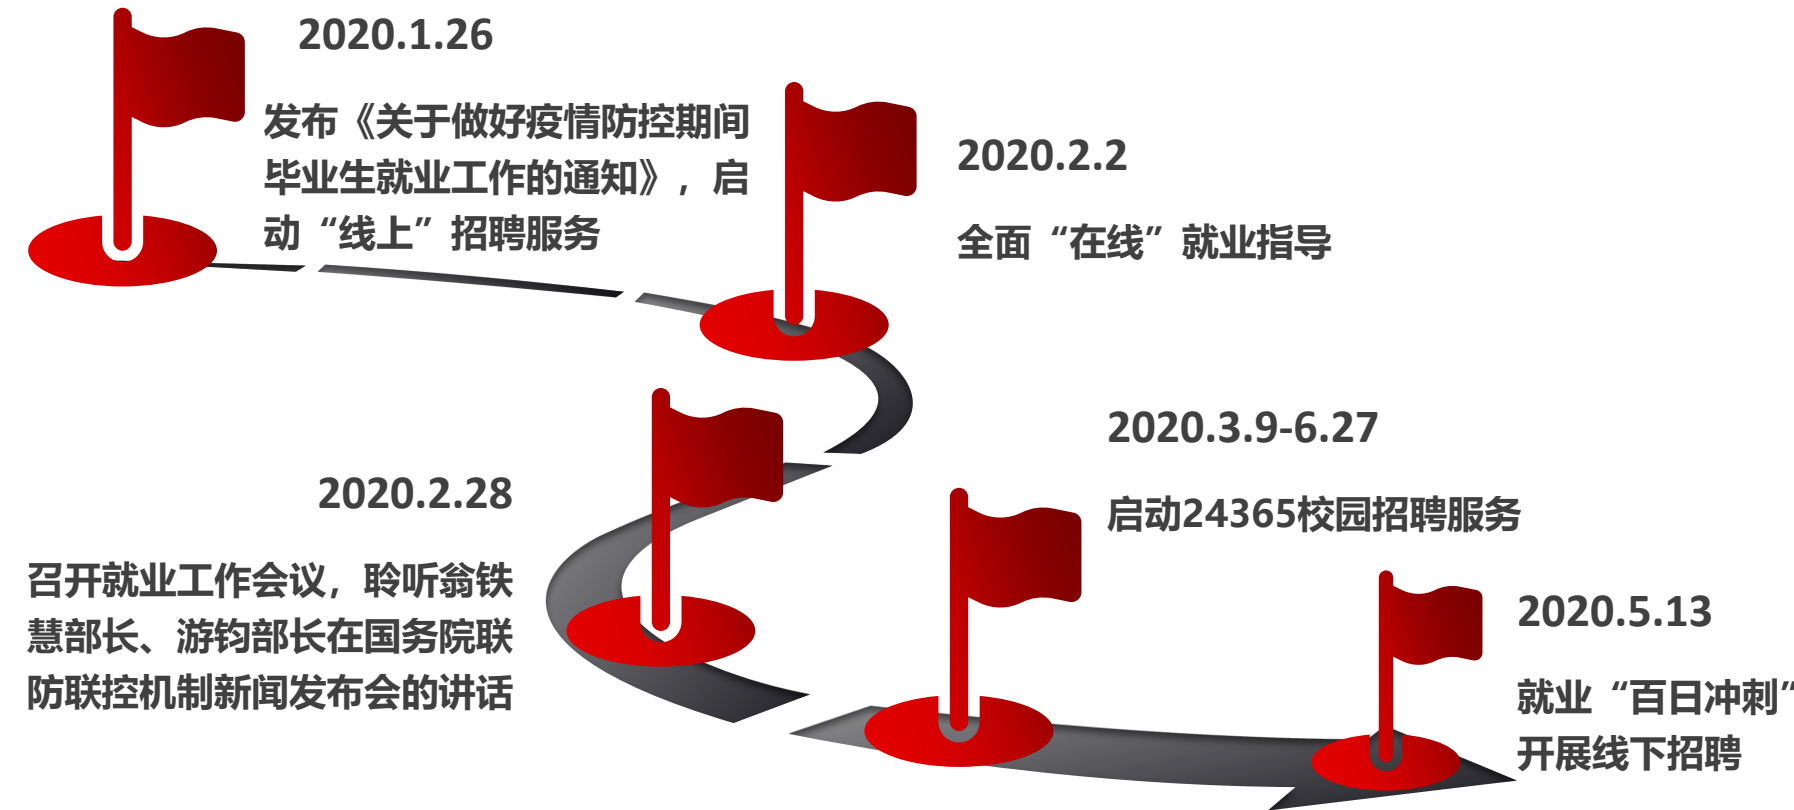 2020.1.26
发布《关于做好疫情防控期间
毕业生就业工作的通知》，启
动“线上”招聘服务
2020.2.2
全面“在线”就业指导
2020.2.28
召开就业工作会议，聆听翁铁
慧部长、游钧部长在国务院联
防联控机制新闻发布会的讲话
2020.3.9-6.27
启动24365校园招聘服务
2020.5.13
就业“百日冲刺”
开展线下招聘